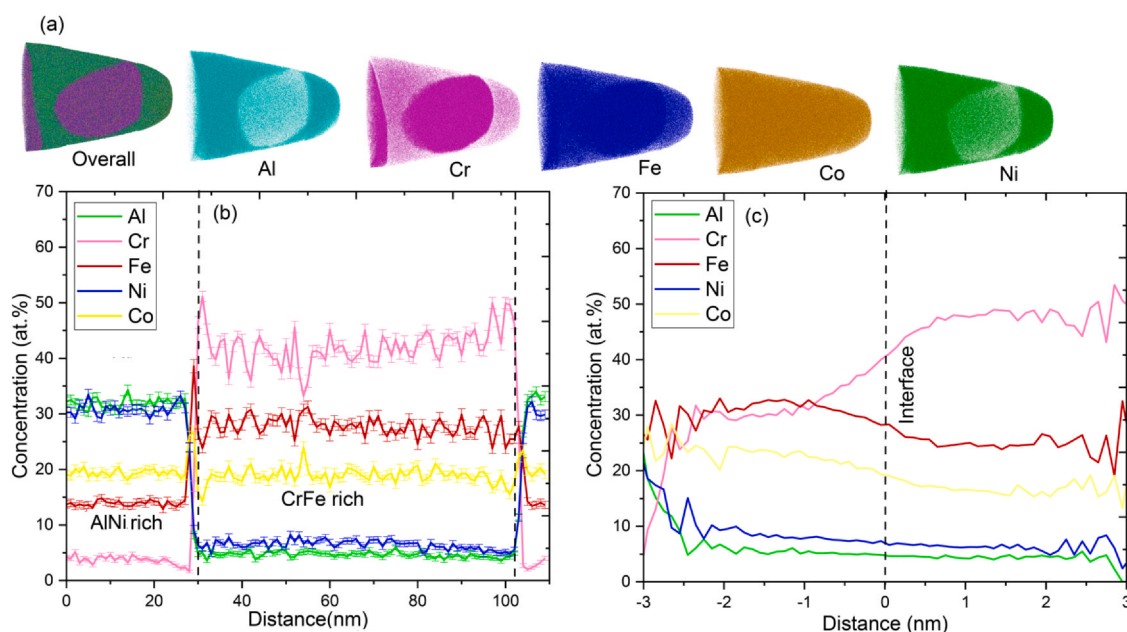 (a)
Overall
Al
Cr
Fe
Co
Ni
(b)
Al
Cr
Fe
Ni
Co
AlNi rich
CrFe rich
Concentration (at.%)
70
60
50
40
30
20
10
0
0 20 40 60 80 100
Distance(nm)
(c)
Al
Cr
Fe
Ni
Co
Interface
Concentration (at.%)
70
60
50
40
30
20
10
0
-3 -2 -1 0 1 2 3
Distance (nm)